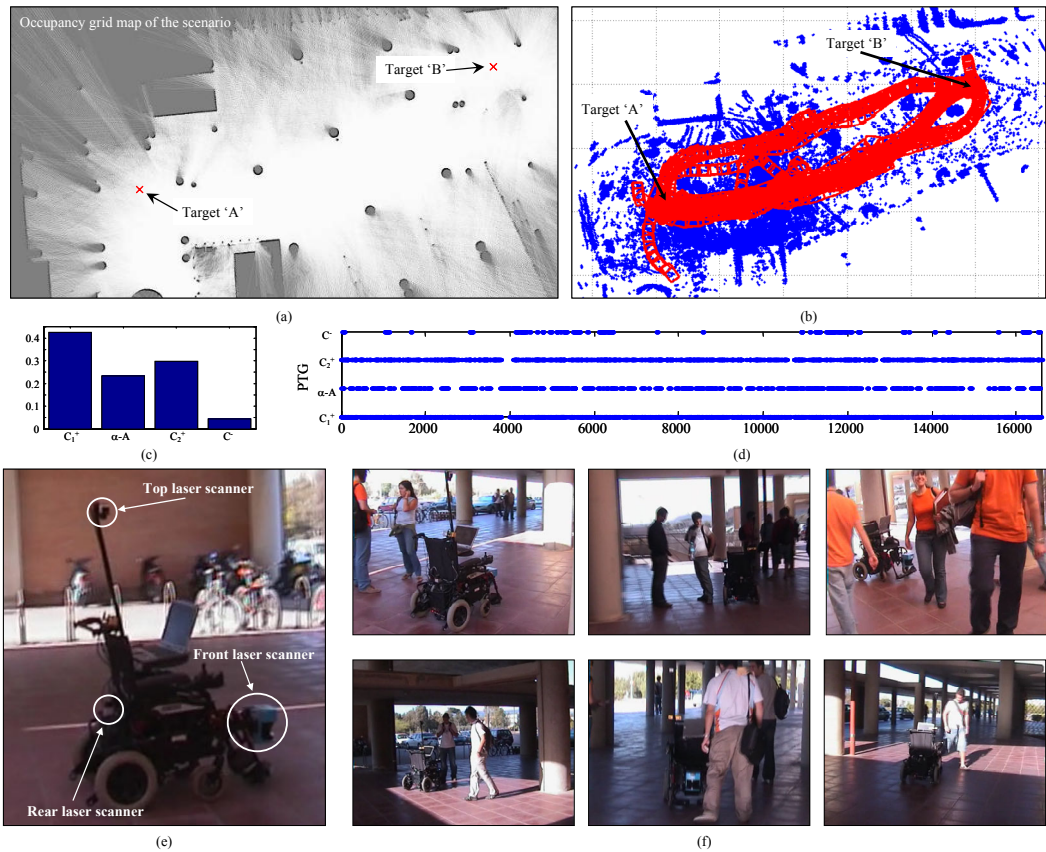 Occupancy grid map of the scenario
Target ‘B’
Target ‘A’
(a)
Target ‘B’
Target ‘A’
(b)
0.4
0.3
0.2
0.1
0
C₁⁺ α-A C₂⁺ C⁻
(c)
PTG
C⁻
C₂⁺
α-A
C₁⁺
0 2000 4000 6000 8000 10000 12000 14000 16000
(d)
Top laser scanner
Front laser scanner
Rear laser scanner
(e)
(f)